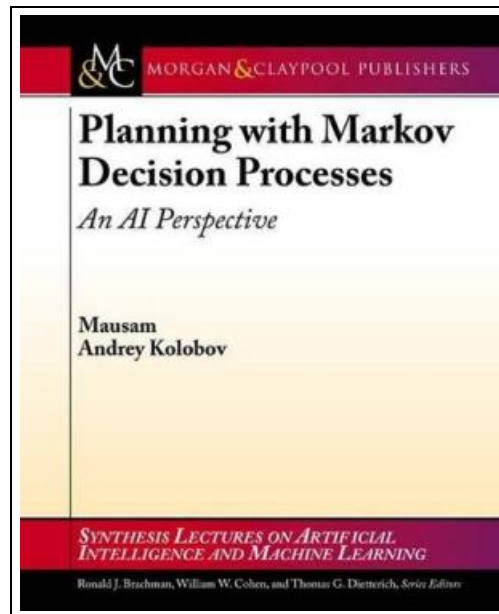 M&C MORGAN&CLAYPOOL PUBLISHERS
Planning with Markov
Decision Processes
An AI Perspective
Mausam
Andrey Kolobov
SYNTHESIS LECTURES ON ARTIFICIAL
INTELLIGENCE AND MACHINE LEARNING
Ronald J. Brachman, William W. Cohen, and Thomas G. Dietterich, Series Editors